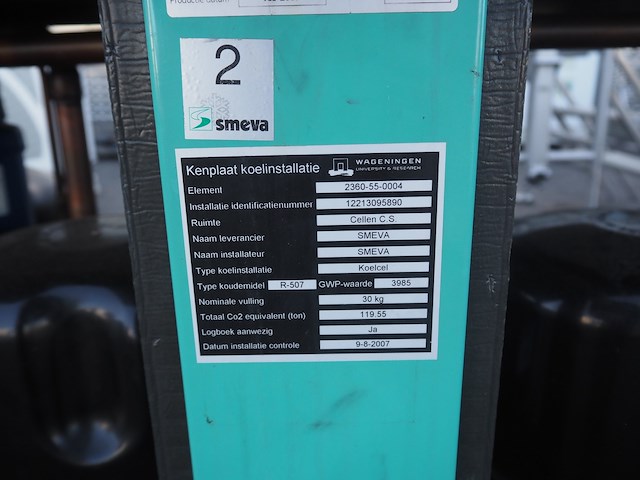 Productie datum
2
smeva
Kenplaat koelinstallatie WAGENINGEN
UNIVERSITY & RESEARCH
Element 2360-55-0004
Installatie identificatienummer 12213095890
Ruimte Cellen C.S.
Naam leverancier SMEVA
Naam installateur SMEVA
Type koelinstallatie Koelcel
Type koudemidel R-507 GWP-waarde 3985
Nominale vulling 30 kg
Totaal Co2 equivalent (ton) 119.55
Logboek aanwezig Ja
Datum installatie controle 9-8-2007